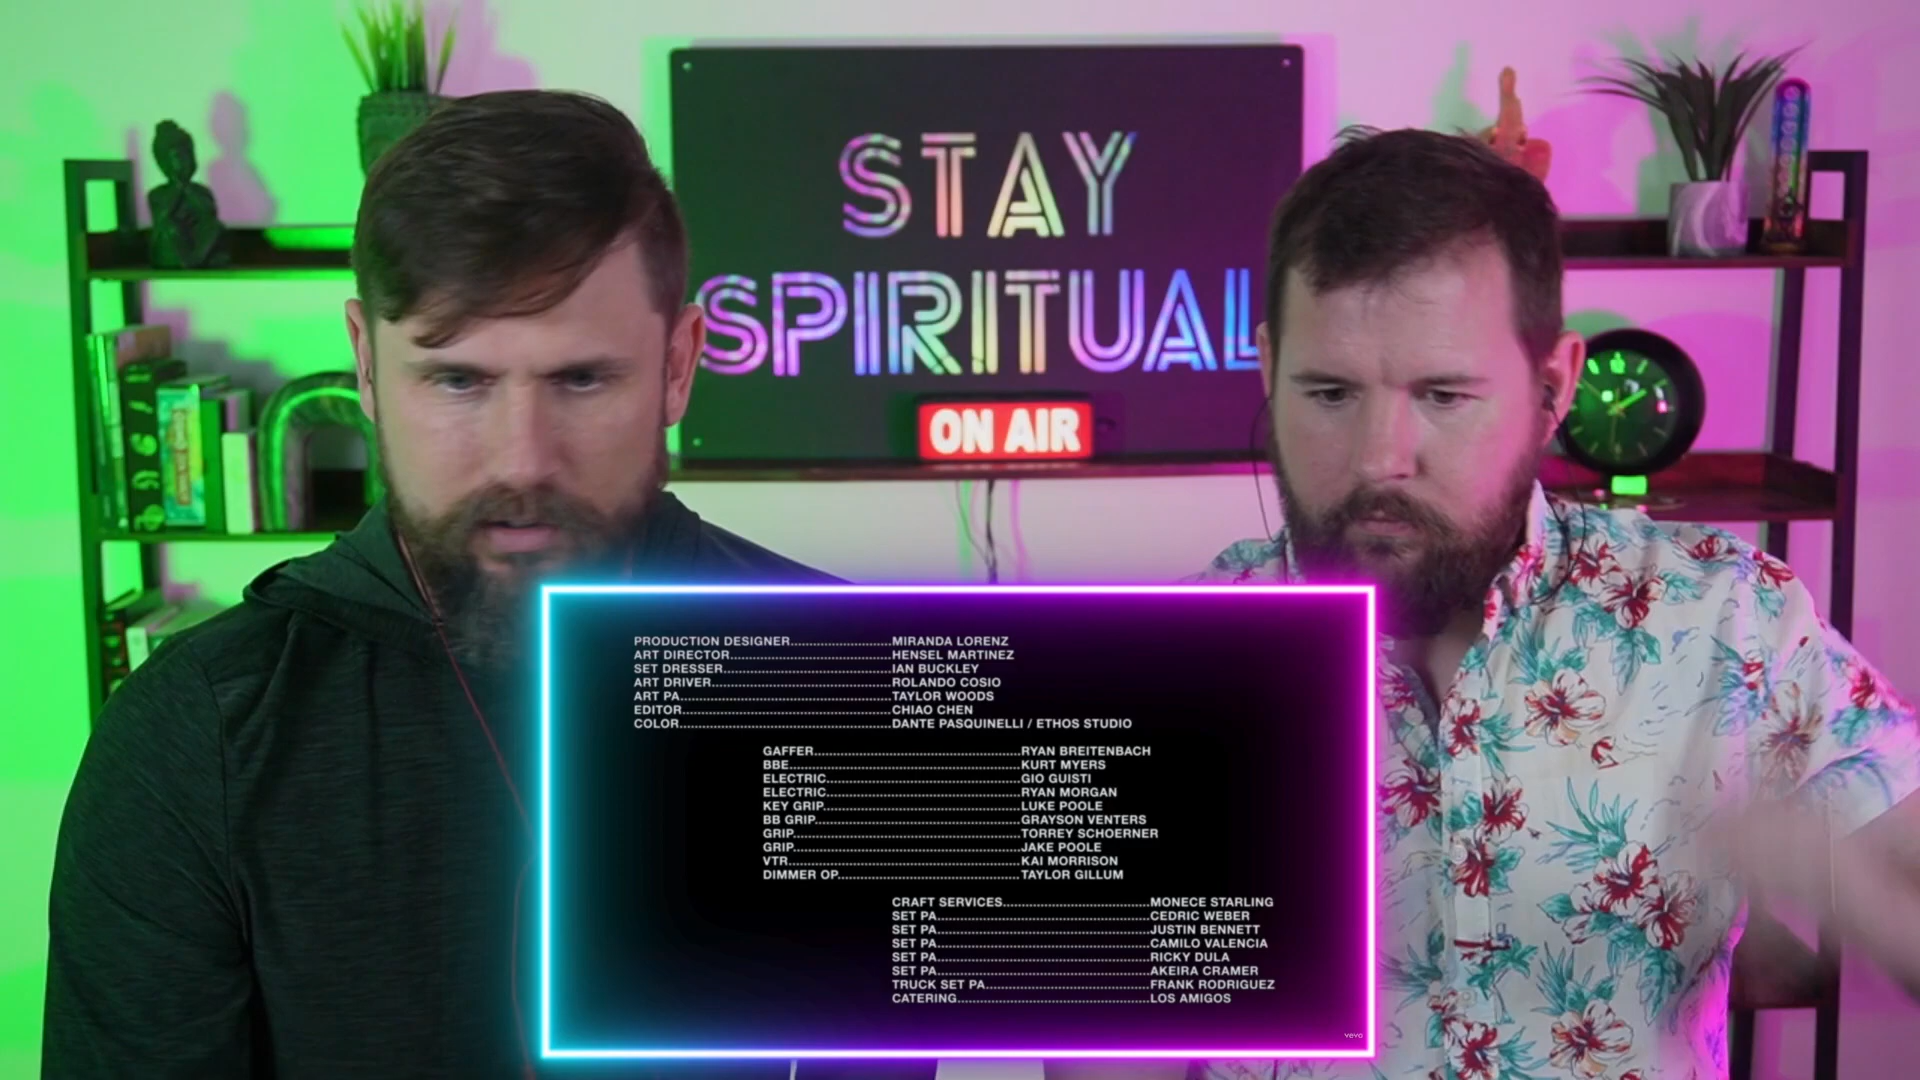 STAY
SPIRITUAL
ON AIR
PRODUCTION DESIGNER............................MIRANDA LORENZ
ART DIRECTOR............................HENSEL MARTINEZ
SET DRESSER............................IAN BUCKLEY
ART DRIVER............................ROLANDO COSIO
ART PA............................TAYLOR WOODS
EDITOR............................CHIAO CHEN
COLOR............................DANTE PASQUINELLI / ETHOS STUDIO
GAFFER............................RYAN BREITENBACH
BBE............................KURT MYERS
ELECTRIC............................GIO GUISTI
ELECTRIC............................RYAN MORGAN
KEY GRIP............................LUKE POOLE
BB GRIP............................GRAYSON VENTERS
GRIP............................TORREY SCHOERNER
GRIP............................JAKE POOLE
VTR............................KAI MORRISON
DIMMER OP............................TAYLOR GILLUM
CRAFT SERVICES............................MONECE STARLING
SET PA............................CEDRIC WEBER
SET PA............................JUSTIN BENNETT
SET PA............................CAMILO VALENCIA
SET PA............................RICKY DULA
SET PA............................AKEIRA CRAMER
TRUCK SET PA............................FRANK RODRIGUEZ
CATERING............................LOS AMIGOS
vevo